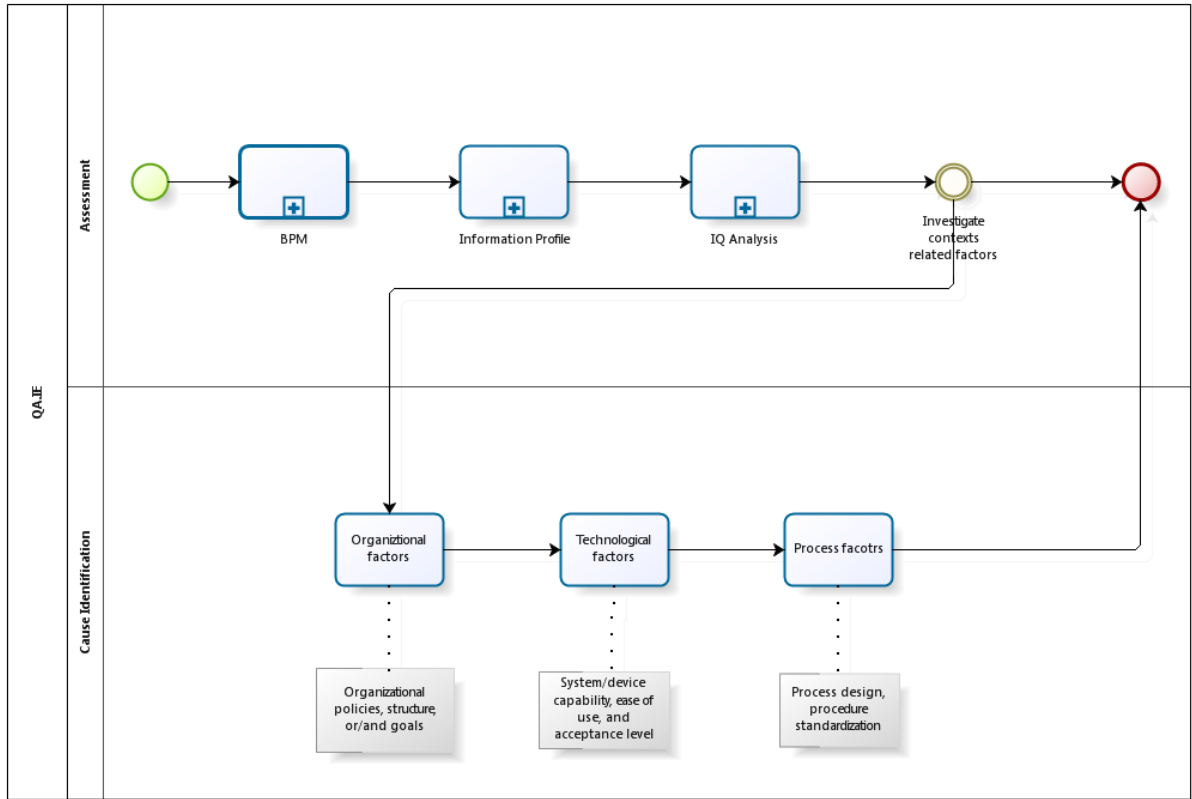 QA.IE
Assessment
BPM
Information Profile
IQ Analysis
Investigate
contexts
related factors
Cause Identification
Organiztional
factors
Technological
factors
Process facotrs
Organizational
policies, structure,
or/and goals
System/device
capability, ease of
use, and
acceptance level
Process design,
procedure
standardization